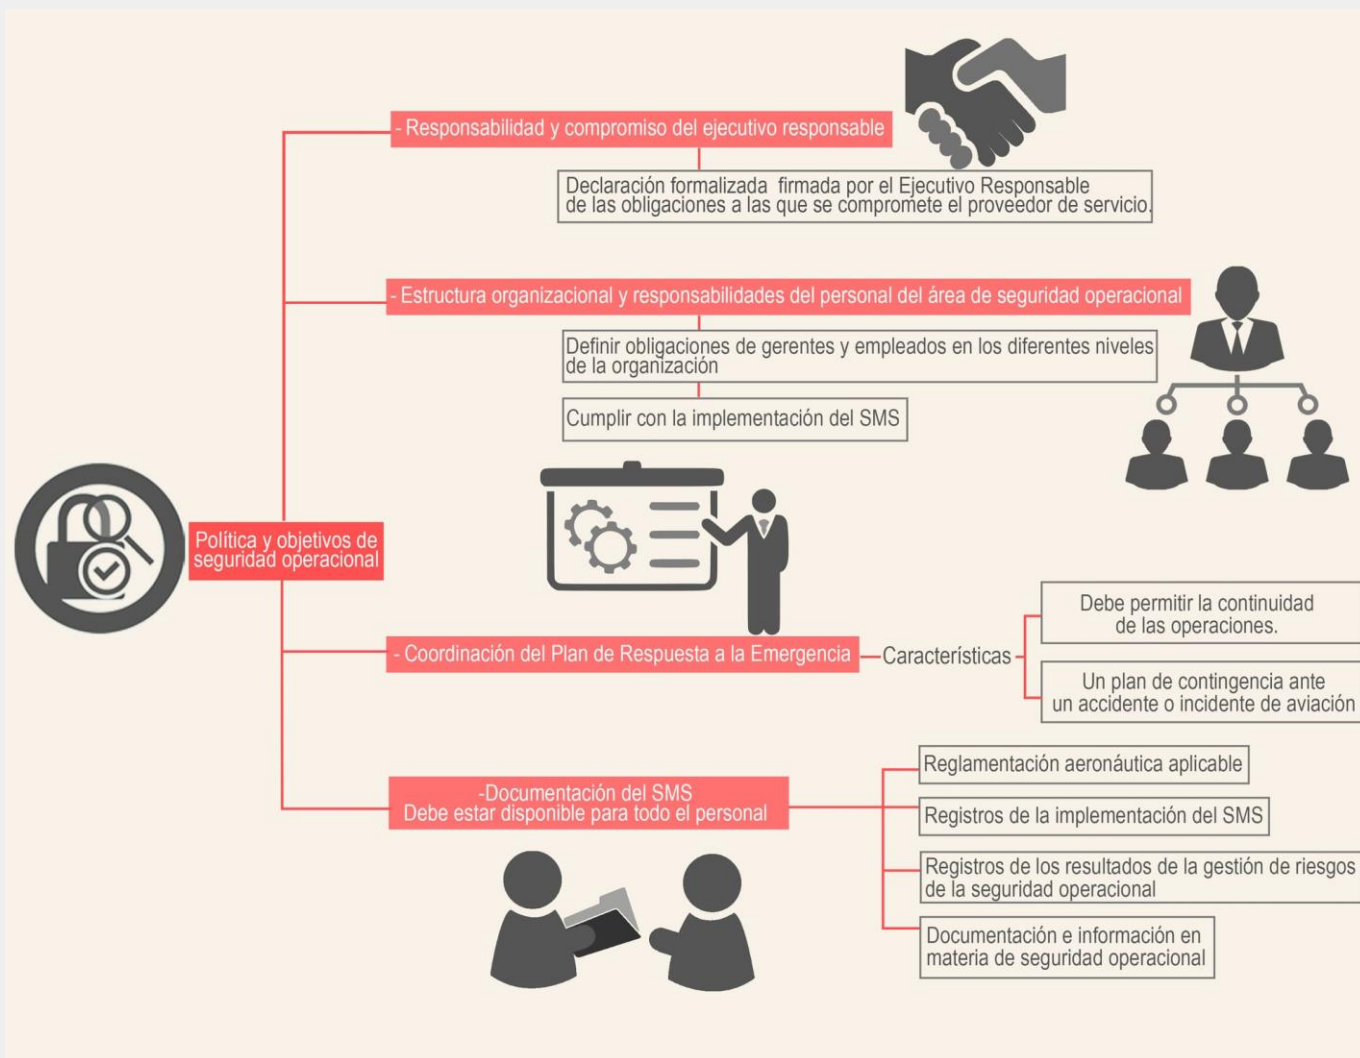 - Responsabilidad y compromiso del ejecutivo responsable
Declaración formalizada firmada por el Ejecutivo Responsable
de las obligaciones a las que se compromete el proveedor de servicio.
- Estructura organizacional y responsabilidades del personal del área de seguridad operacional
Definir obligaciones de gerentes y empleados en los diferentes niveles
de la organización
Cumplir con la implementación del SMS
Política y objetivos de
seguridad operacional
- Coordinación del Plan de Respuesta a la Emergencia
Características
Debe permitir la continuidad
de las operaciones.
Un plan de contingencia ante
un accidente o incidente de aviación
-Documentación del SMS
Debe estar disponible para todo el personal
Reglamentación aeronáutica aplicable
Registros de la implementación del SMS
Registros de los resultados de la gestión de riesgos
de la seguridad operacional
Documentación e información en
materia de seguridad operacional